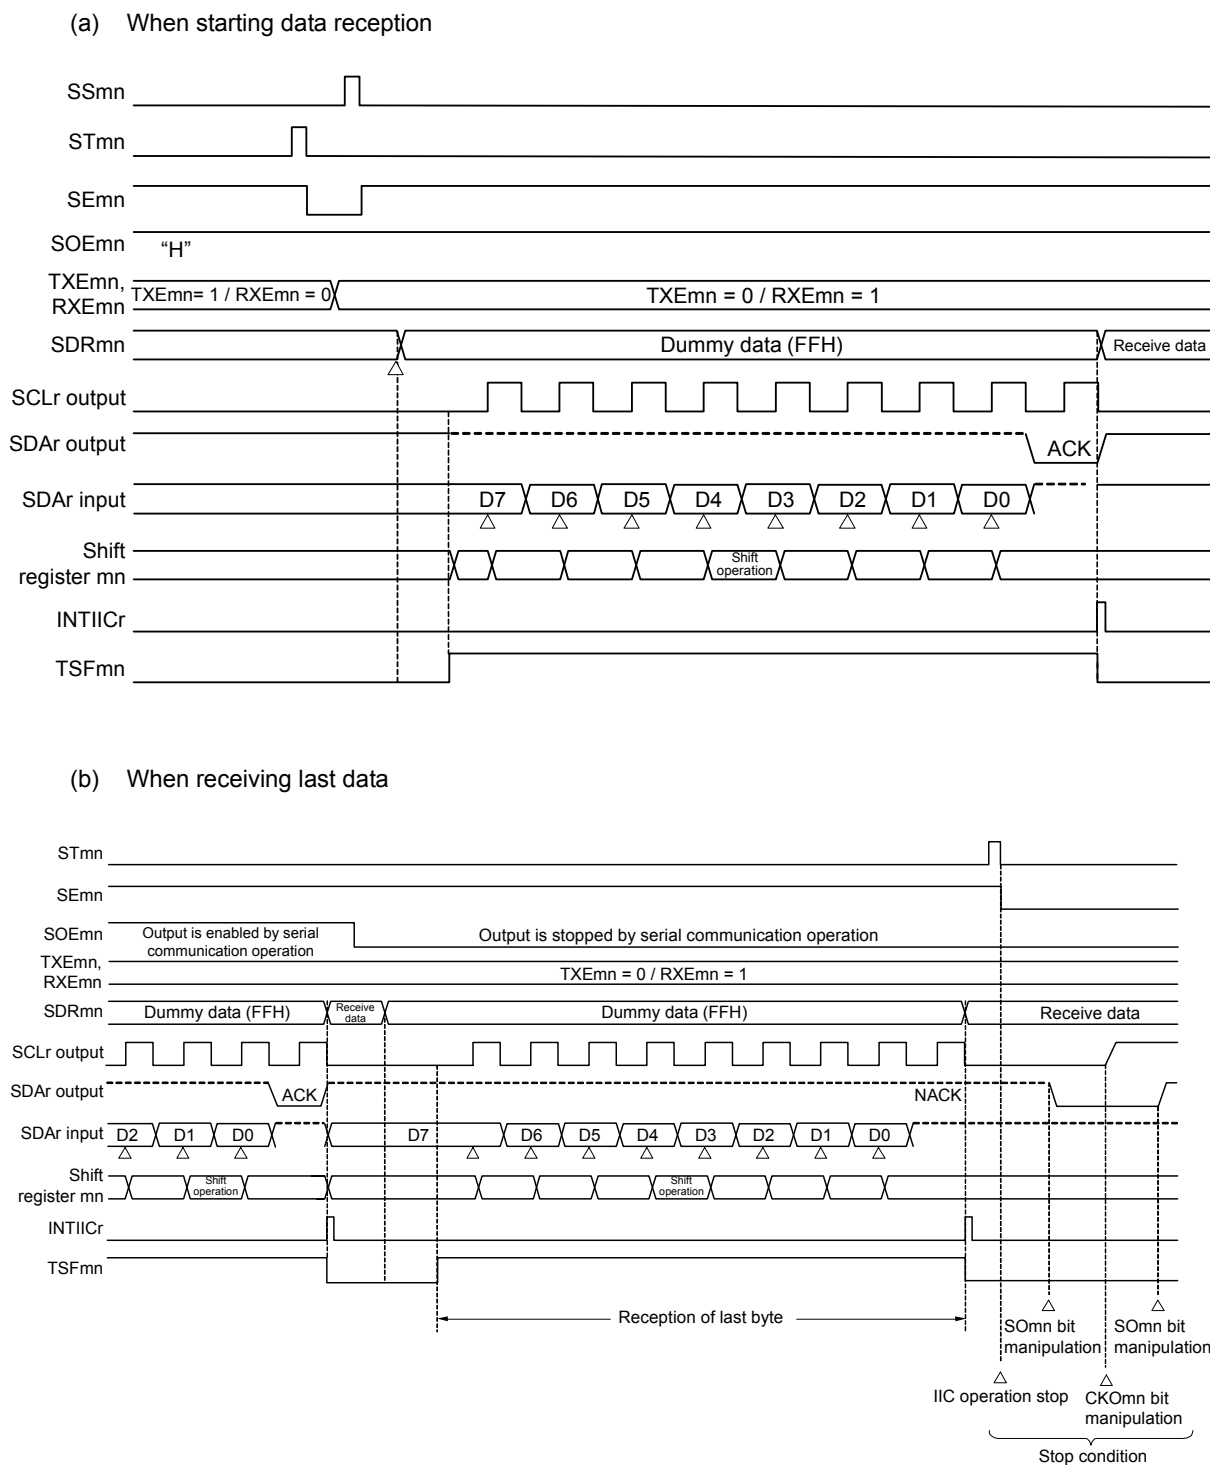 (a) When starting data reception
SSmn
STmn
SEmn
SOEmn “H”
TXEmn,
RXEmn TXEmn= 1 / RXEmn = 0 TXEmn = 0 / RXEmn = 1
SDRmn Dummy data (FFH) Receive data
SCLr output
SDAr output ACK
SDAr input D7 D6 D5 D4 D3 D2 D1 D0
Shift
register mn Shift
operation
INTIICr
TSFmn
(b) When receiving last data
STmn
SEmn
SOEmn Output is enabled by serial
communication operation Output is stopped by serial communication operation
TXEmn,
RXEmn TXEmn = 0 / RXEmn = 1
SDRmn Dummy data (FFH) Receive
data Dummy data (FFH) Receive data
SCLr output
SDAr output ACK NACK
SDAr input D2 D1 D0 D7 D6 D5 D4 D3 D2 D1 D0
Shift
register mn Shift
operation Shift
operation
INTIICr
TSFmn
Reception of last byte
SOmn bit
manipulation
SOmn bit
manipulation
IIC operation stop
CKOmn bit
manipulation
Stop condition